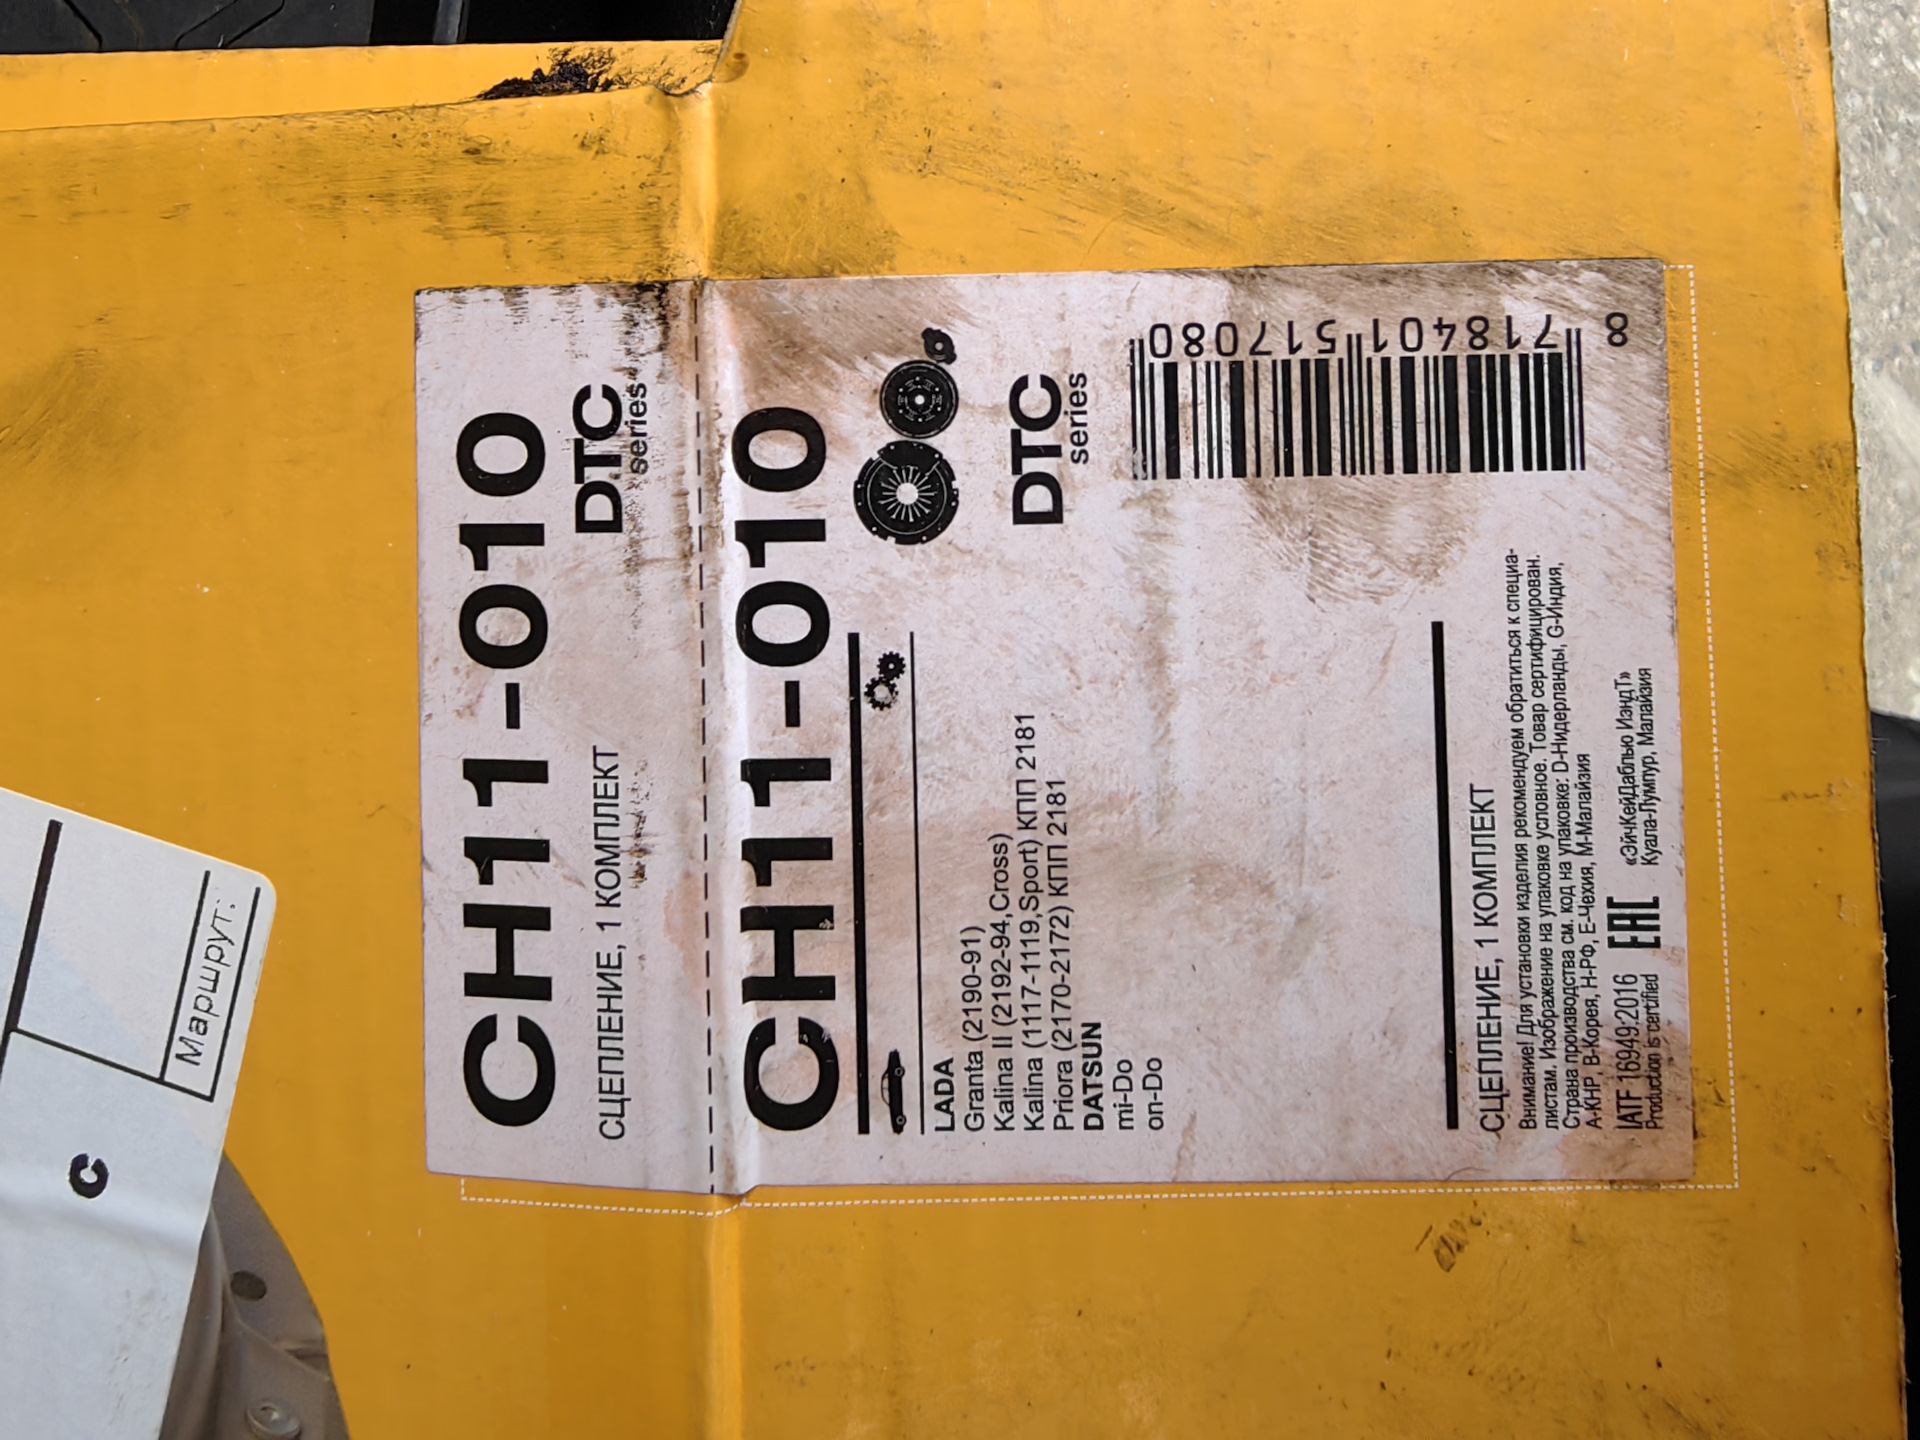 Маршрут:
с
CH11-010
DTC
series
СЦЕПЛЕНИЕ, 1 КОМПЛЕКТ
CH11-010
LADA
Granta (2190-91)
Kalina II (2192-94,Cross)
Kalina (1117-1119,Sport) КПП 2181
Priora (2170-2172) КПП 2181
DATSUN
mi-Do
on-Do
DTC
series
8 718401 517080
СЦЕПЛЕНИЕ, 1 КОМПЛЕКТ
Внимание! Для установки изделия рекомендуем обратиться к специа-
листам. Изображение на упаковке условное. Товар сертифицирован.
Страна производства см. код на упаковке: D-Нидерланды, G-Индия,
A-КНР, B-Корея, H-РФ, E-Чехия, M-Малайзия
IATF 16949:2016
Production is certified
EAC
«ЭйчКейДаблью ИэндТ»
Куала-Лумпур, Малайзия